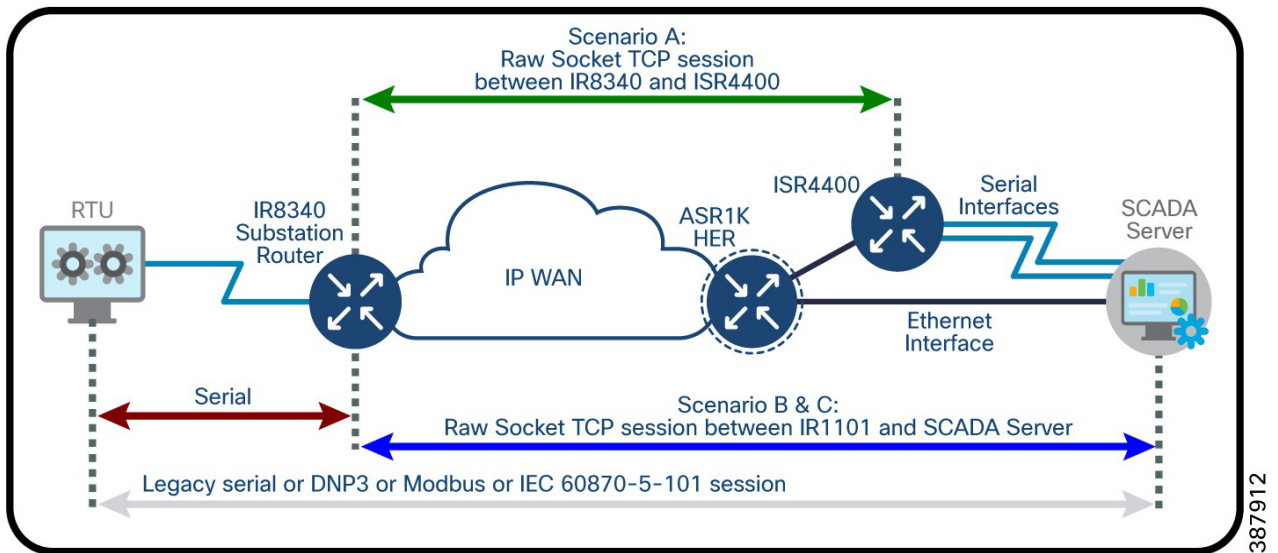 Scenario A:
Raw Socket TCP session
between IR8340 and ISR4400
RTU
IR8340
Substation
Router
IP WAN
ASR1K
HER
ISR4400
Serial
Interfaces
SCADA
Server
Ethernet
Interface
Serial
Scenario B & C:
Raw Socket TCP session between IR1101 and SCADA Server
Legacy serial or DNP3 or Modbus or IEC 60870-5-101 session
387912